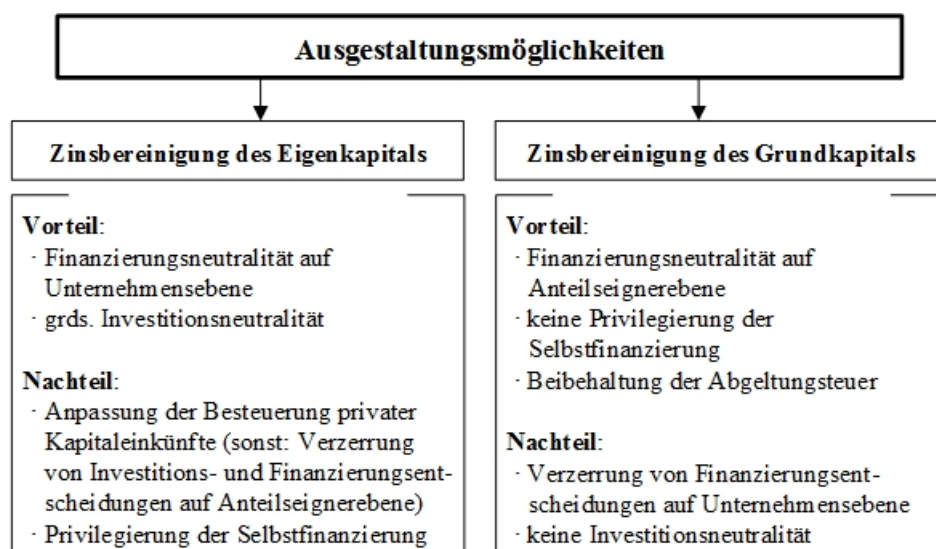 Ausgestaltungsmöglichkeiten
Zinsbereinigung des Eigenkapitals
Vorteil:
· Finanzierungsneutralität auf
Unternehmensebene
· grds. Investitionsneutralität
Nachteil:
· Anpassung der Besteuerung privater
Kapitaleinkünfte (sonst: Verzerrung
von Investitions- und Finanzierungsent-
scheidungen auf Anteilseignerebene)
· Privilegierung der Selbstfinanzierung
Zinsbereinigung des Grundkapitals
Vorteil:
· Finanzierungsneutralität auf
Anteilseignerebene
· keine Privilegierung der
Selbstfinanzierung
· Beibehaltung der Abgeltungsteuer
Nachteil:
· Verzerrung von Finanzierungsent-
scheidungen auf Unternehmensebene
· keine Investitionsneutralität